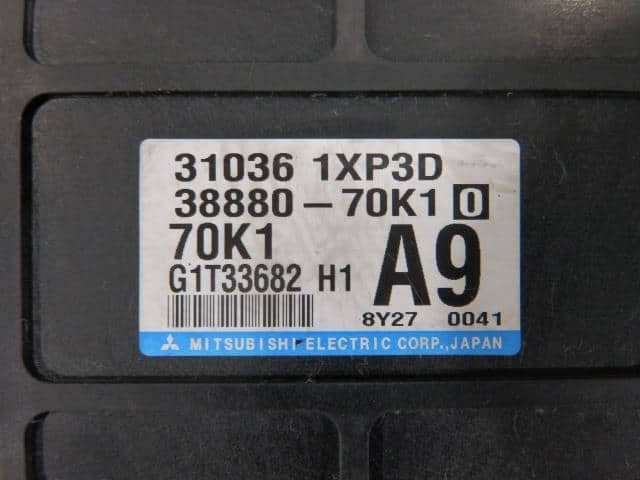 31036 1XP3D
38880-70K1 0
70K1 A9
G1T33682 H1
8Y27 0041
MITSUBISHI ELECTRIC CORP.,JAPAN